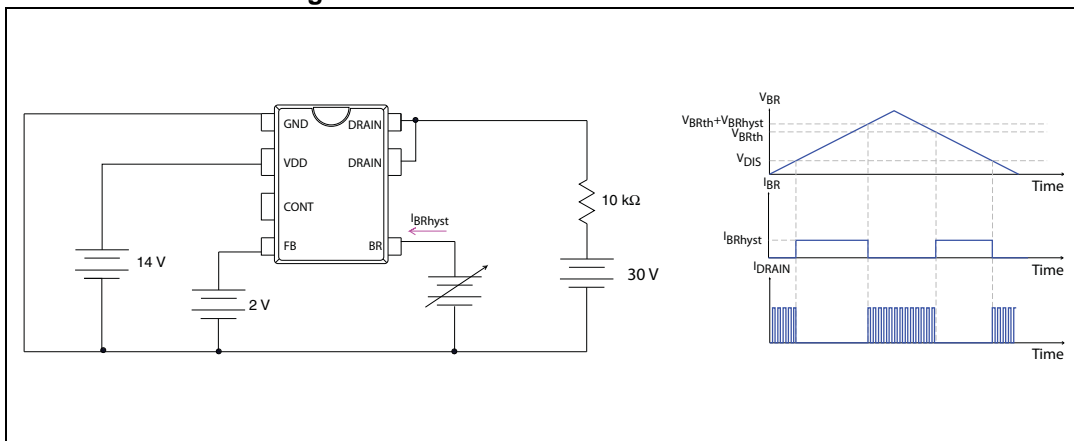 GND
DRAIN
VDD
DRAIN
CONT
FB
BR
IBRhyst
14 V
2 V
10 kΩ
30 V
VBR
VBRth+VBRhyst
VBRth
VDIS
Time
IBR
IBRhyst
Time
IDRAIN
Time